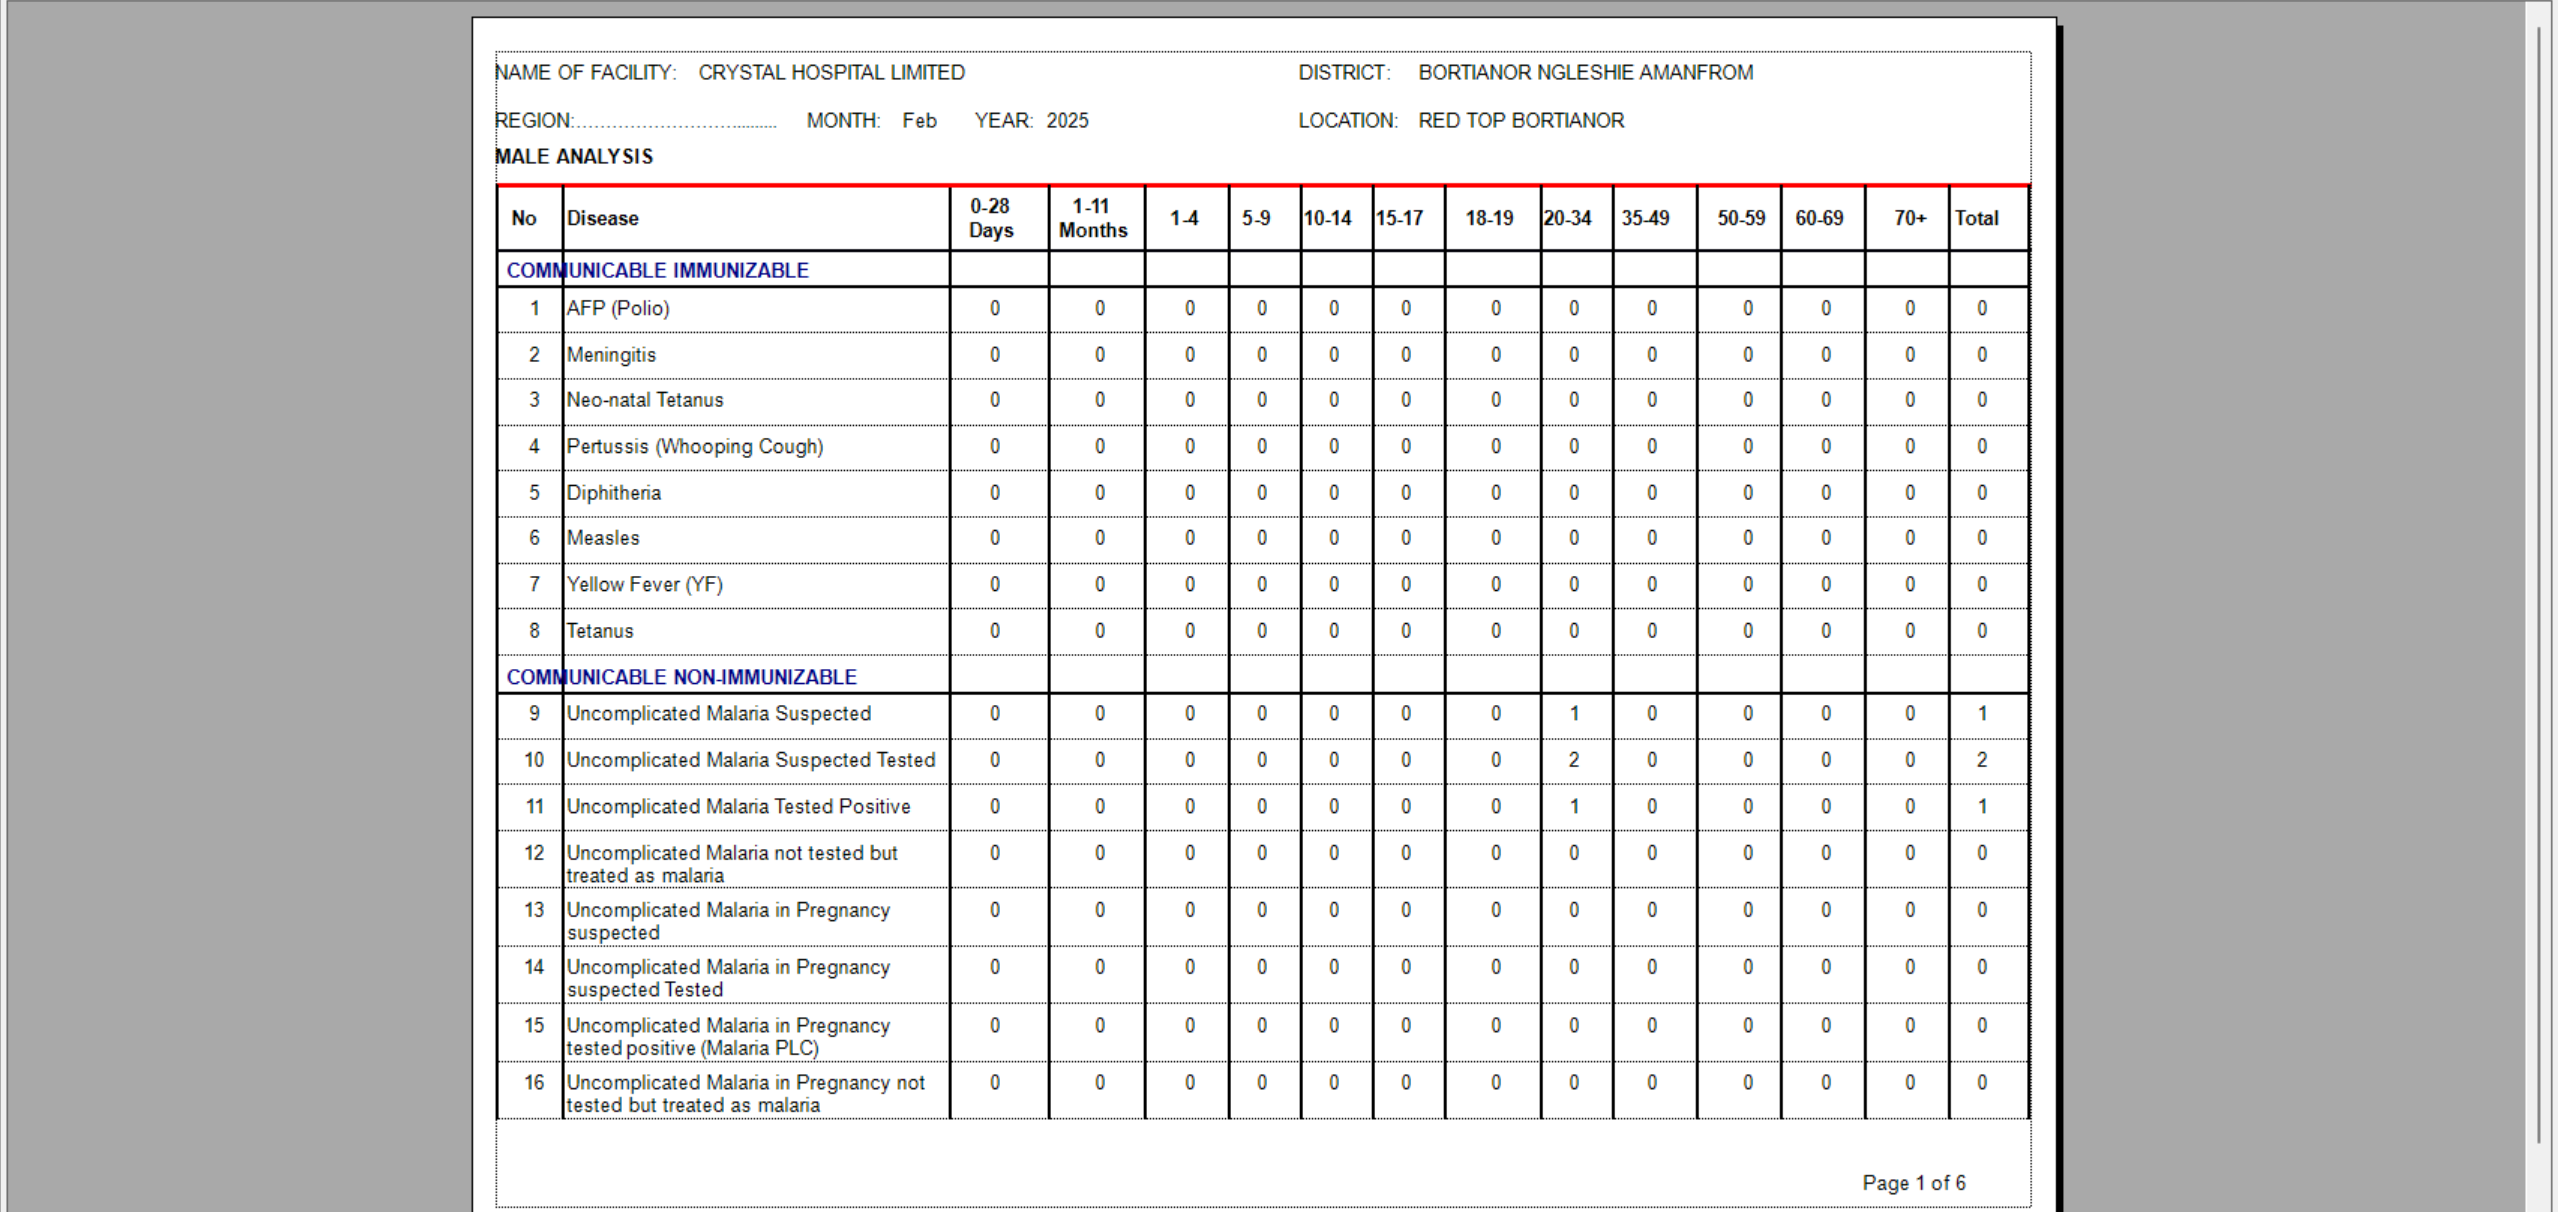 NAME OF FACILITY: CRYSTAL HOSPITAL LIMITED DISTRICT: BORTIANOR NGLESHIE AMANFROM
REGION:................................... MONTH: Feb YEAR: 2025 LOCATION: RED TOP BORTIANOR
MALE ANALYSIS
No Disease 0-28 Days 1-11 Months 1-4 5-9 10-14 15-17 18-19 20-34 35-49 50-59 60-69 70+ Total
COMMUNICABLE IMMUNIZABLE
1 AFP (Polio) 0 0 0 0 0 0 0 0 0 0 0 0 0
2 Meningitis 0 0 0 0 0 0 0 0 0 0 0 0 0
3 Neo-natal Tetanus 0 0 0 0 0 0 0 0 0 0 0 0 0
4 Pertussis (Whooping Cough) 0 0 0 0 0 0 0 0 0 0 0 0 0
5 Diphitheria 0 0 0 0 0 0 0 0 0 0 0 0 0
6 Measles 0 0 0 0 0 0 0 0 0 0 0 0 0
7 Yellow Fever (YF) 0 0 0 0 0 0 0 0 0 0 0 0 0
8 Tetanus 0 0 0 0 0 0 0 0 0 0 0 0 0
COMMUNICABLE NON-IMMUNIZABLE
9 Uncomplicated Malaria Suspected 0 0 0 0 0 0 0 1 0 0 0 0 1
10 Uncomplicated Malaria Suspected Tested 0 0 0 0 0 0 0 2 0 0 0 0 2
11 Uncomplicated Malaria Tested Positive 0 0 0 0 0 0 0 1 0 0 0 0 1
12 Uncomplicated Malaria not tested but 0 0 0 0 0 0 0 0 0 0 0 0 0
treated as malaria
13 Uncomplicated Malaria in Pregnancy 0 0 0 0 0 0 0 0 0 0 0 0 0
suspected
14 Uncomplicated Malaria in Pregnancy 0 0 0 0 0 0 0 0 0 0 0 0 0
suspected Tested
15 Uncomplicated Malaria in Pregnancy 0 0 0 0 0 0 0 0 0 0 0 0 0
tested positive (Malaria PLC)
16 Uncomplicated Malaria in Pregnancy not 0 0 0 0 0 0 0 0 0 0 0 0 0
tested but treated as malaria
Page 1 of 6